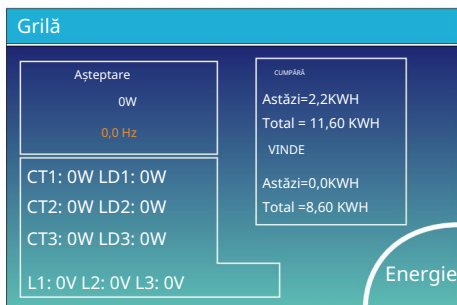 Grilă
Așteptare
0W
0,0 Hz
CT1: 0W LD1: 0W
CT2: 0W LD2: 0W
CT3: 0W LD3: 0W
L1: 0V L2: 0V L3: 0V
CUMPĂRĂ
Astăzi=2,2KWH
Total = 11,60 KWH
VINDE
Astăzi=0,0KWH
Total =8,60 KWH
Energie